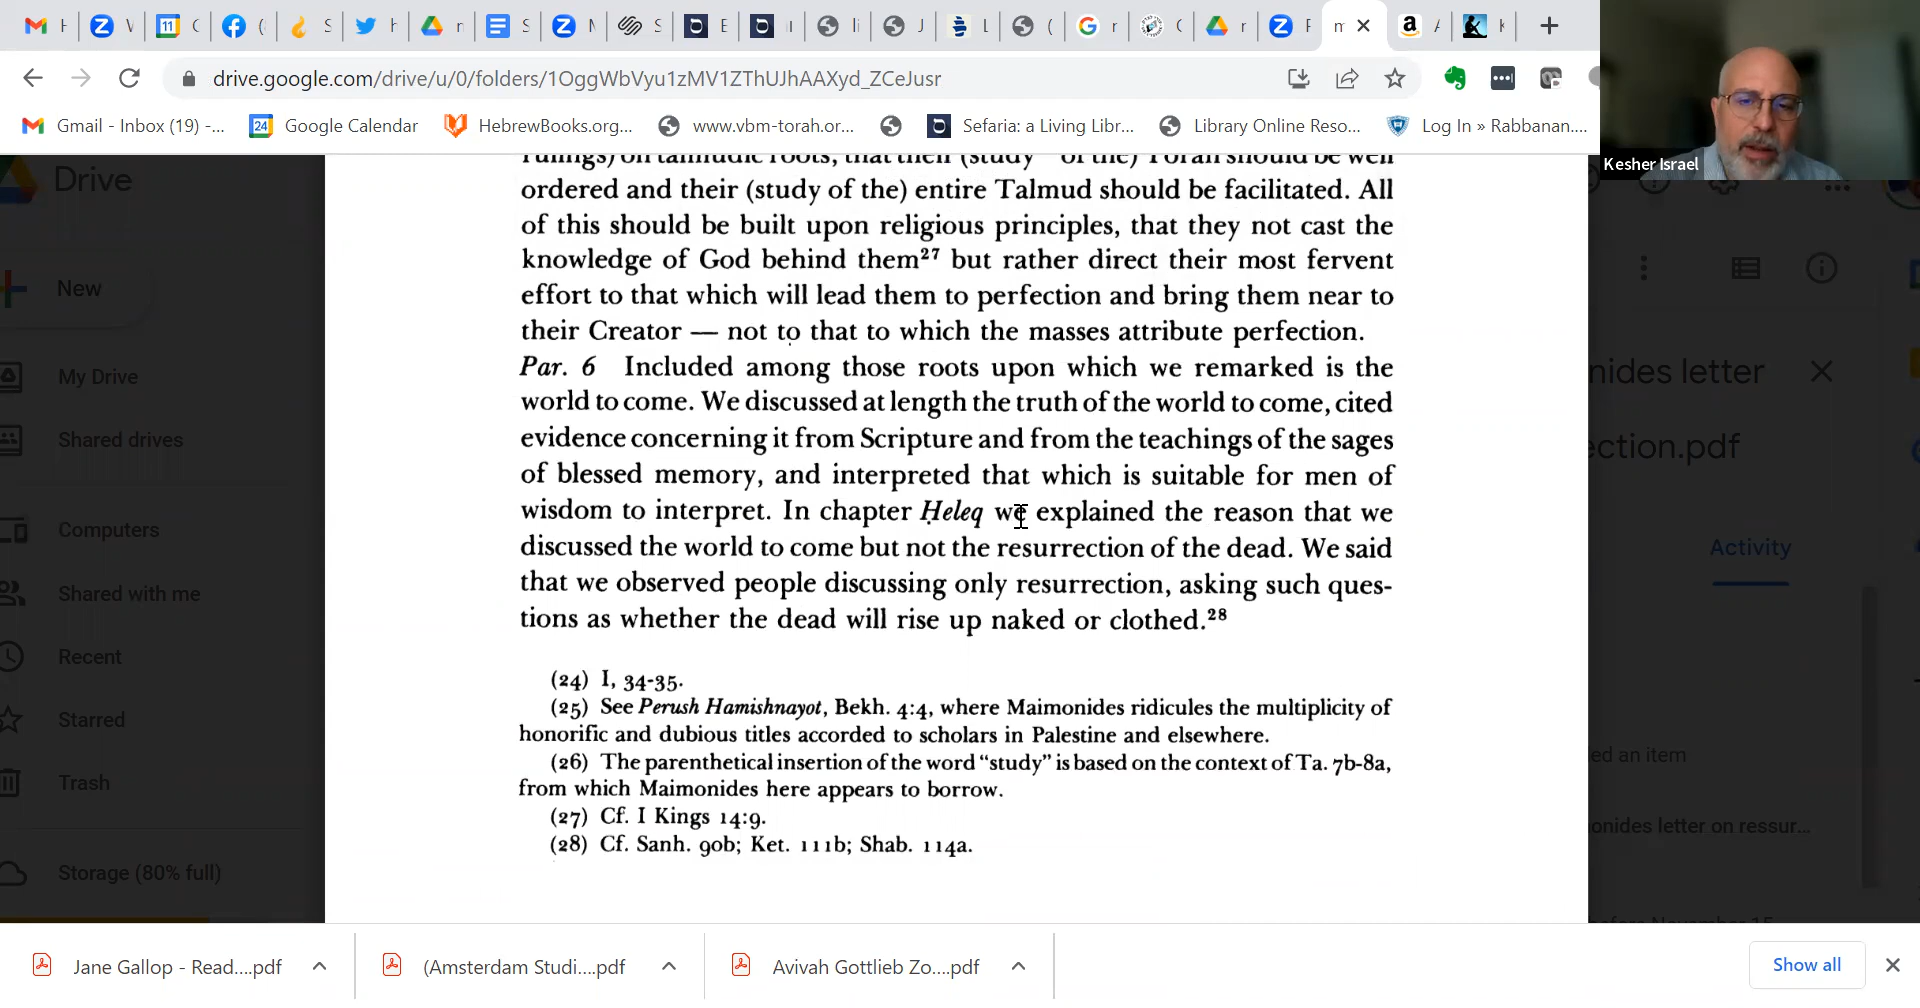 drive.google.com/drive/u/0/folders/1OggWbVyu1zMV1ZThUJhAAXyd_ZCeJusr
Gmail - Inbox (19) -... Google Calendar HebrewBooks.org... www.vbm-torah.or... Sefaria: a Living Libr... Library Online Reso... Log In » Rabbanan....
Kesher Israel
Drive
New
My Drive
Shared drives
Computers
Shared with me
Recent
Starred
Trash
Storage (80% full)
rulings) on talmudic roots, that their (study of the) Torah should be well
ordered and their (study of the) entire Talmud should be facilitated. All
of this should be built upon religious principles, that they not cast the
knowledge of God behind them²⁷ but rather direct their most fervent
effort to that which will lead them to perfection and bring them near to
their Creator — not to that to which the masses attribute perfection.
Par. 6 Included among those roots upon which we remarked is the
world to come. We discussed at length the truth of the world to come, cited
evidence concerning it from Scripture and from the teachings of the sages
of blessed memory, and interpreted that which is suitable for men of
wisdom to interpret. In chapter Ḥeleq we explained the reason that we
discussed the world to come but not the resurrection of the dead. We said
that we observed people discussing only resurrection, asking such ques-
tions as whether the dead will rise up naked or clothed.²⁸
(24) I, 34-35.
(25) See Perush Hamishnayot, Bekh. 4:4, where Maimonides ridicules the multiplicity of
honorific and dubious titles accorded to scholars in Palestine and elsewhere.
(26) The parenthetical insertion of the word “study” is based on the context of Ta. 7b-8a,
from which Maimonides here appears to borrow.
(27) Cf. I Kings 14:9.
(28) Cf. Sanh. 90b; Ket. 111b; Shab. 114a.
nides letter
ection.pdf
Activity
ed an item
onides letter on ressur...
Jane Gallop - Read....pdf (Amsterdam Studi....pdf Avivah Gottlieb Zo....pdf Show all